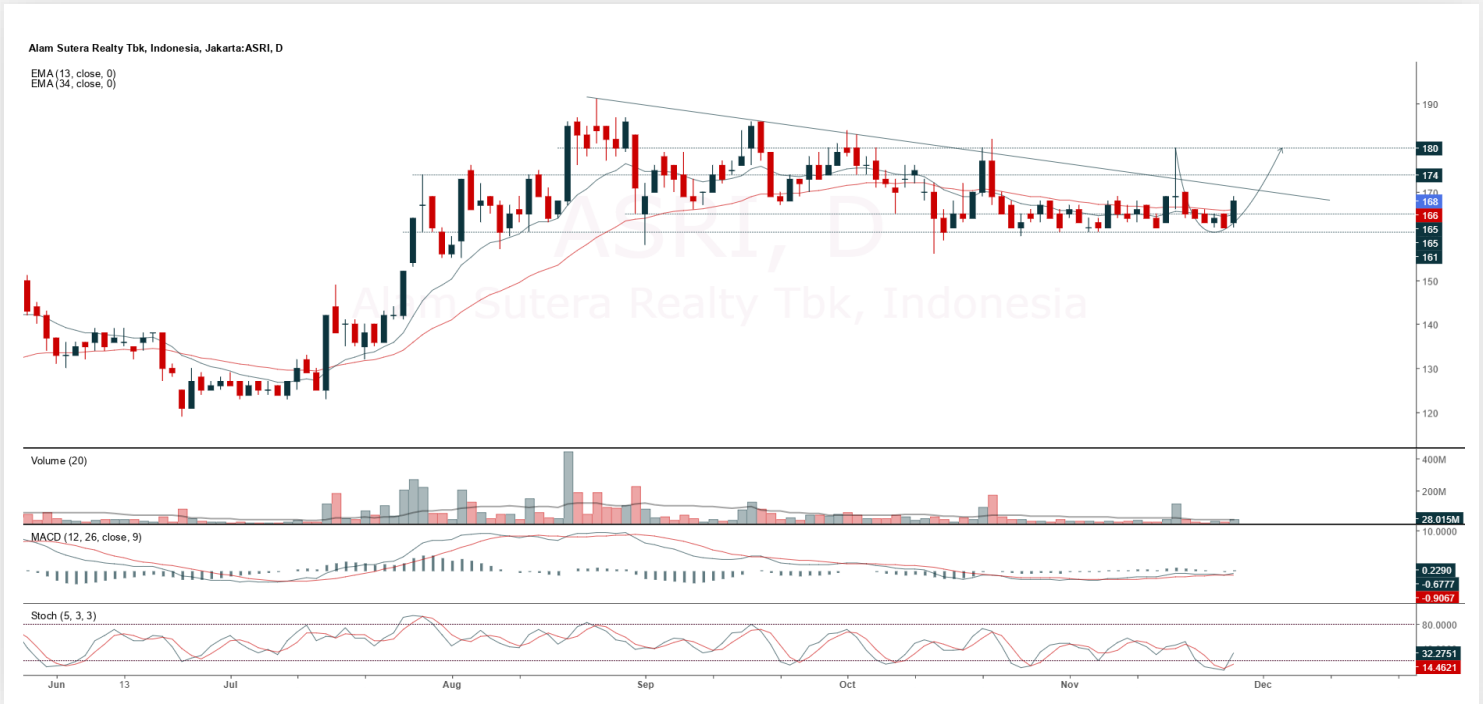 Alam Sutera Realty Tbk, Indonesia, Jakarta:ASRI, D
EMA (13, close, 0)
EMA (34, close, 0)
ASRI, D
Alam Sutera Realty Tbk, Indonesia
190
180
174
170
168
166
165
165
161
150
140
130
120
Volume (20)
400M
200M
28.015M
MACD (12, 26, close, 9)
10.0000
0.2290
-0.6777
-0.9067
Stoch (5, 3, 3)
80.0000
32.2751
14.4621
Jun 13 Jul Aug Sep Oct Nov Dec